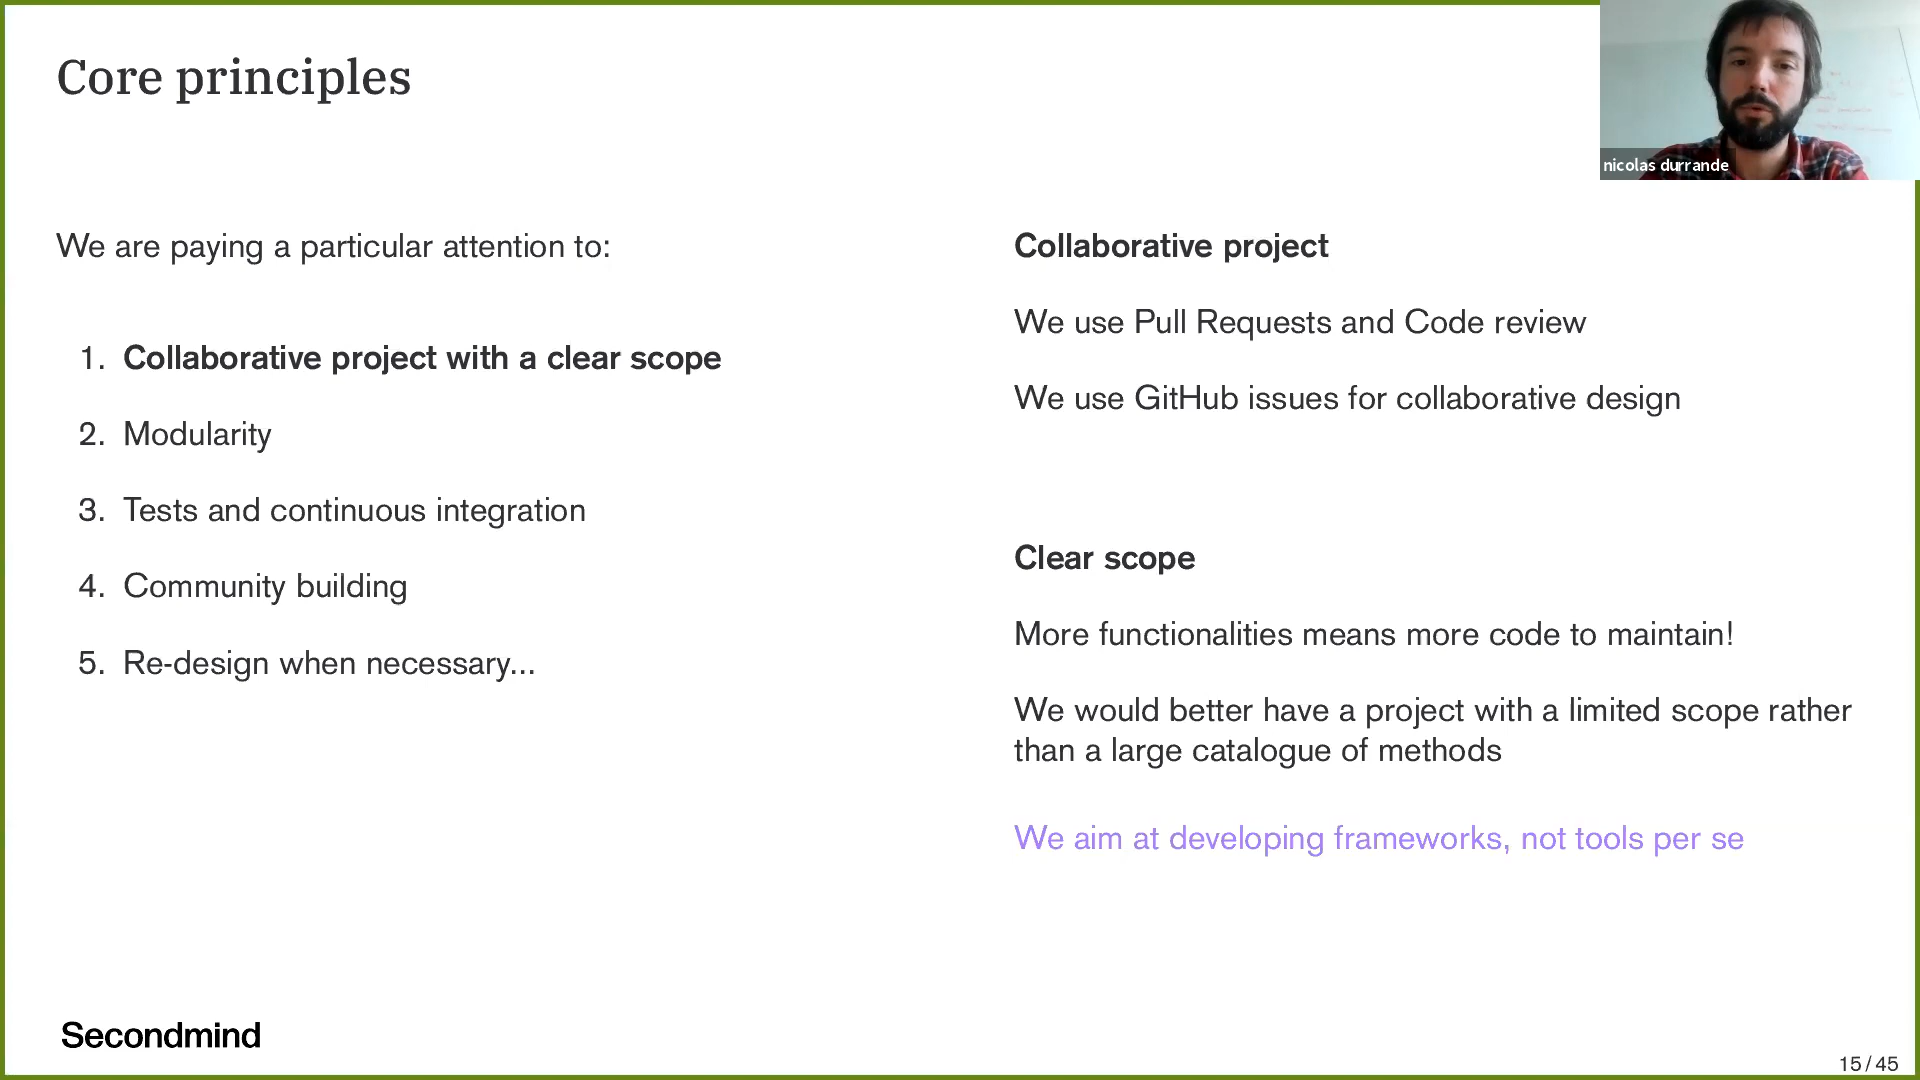 Core principles
nicolas durrande
We are paying a particular attention to:
1. Collaborative project with a clear scope
2. Modularity
3. Tests and continuous integration
4. Community building
5. Re-design when necessary...
Collaborative project
We use Pull Requests and Code review
We use GitHub issues for collaborative design
Clear scope
More functionalities means more code to maintain!
We would better have a project with a limited scope rather
than a large catalogue of methods
We aim at developing frameworks, not tools per se
Secondmind
15 / 45